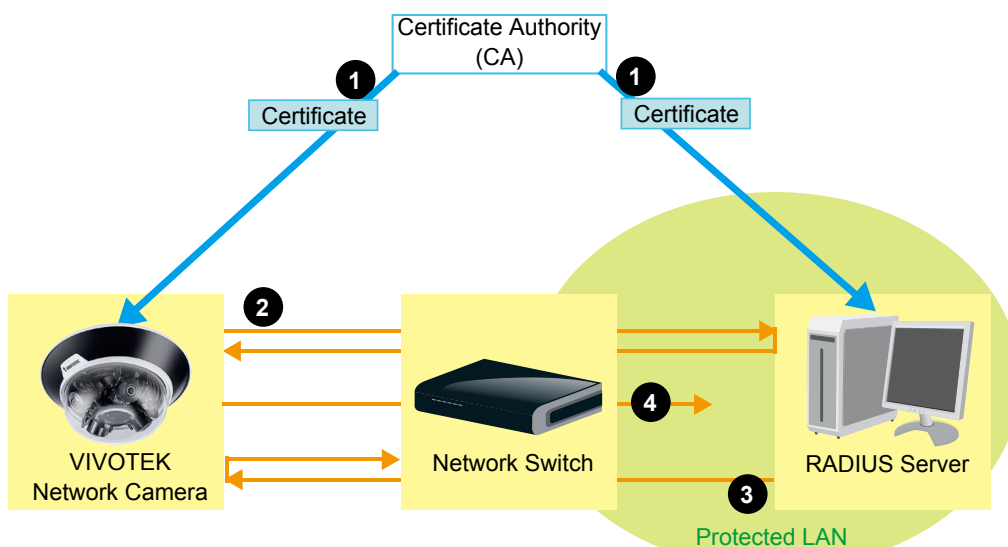 Certificate Authority
(CA)
1
1
Certificate
Certificate
2
4
VIVOTEK
Network Camera
Network Switch
RADIUS Server
3
Protected LAN